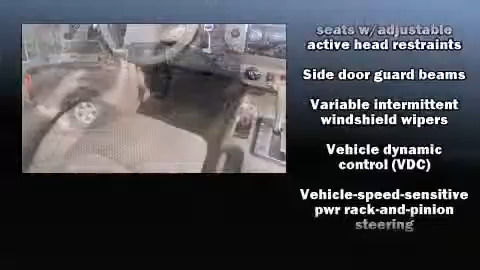 seats w/adjustable
active head restraints
Side door guard beams
Variable intermittent
windshield wipers
Vehicle dynamic
control (VDC)
Vehicle-speed-sensitive
pwr rack-and-pinion
steering